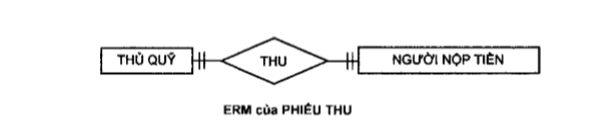 THỦ QUỸ THU NGƯỜI NỘP TIỀN
ERM của PHIẾU THU